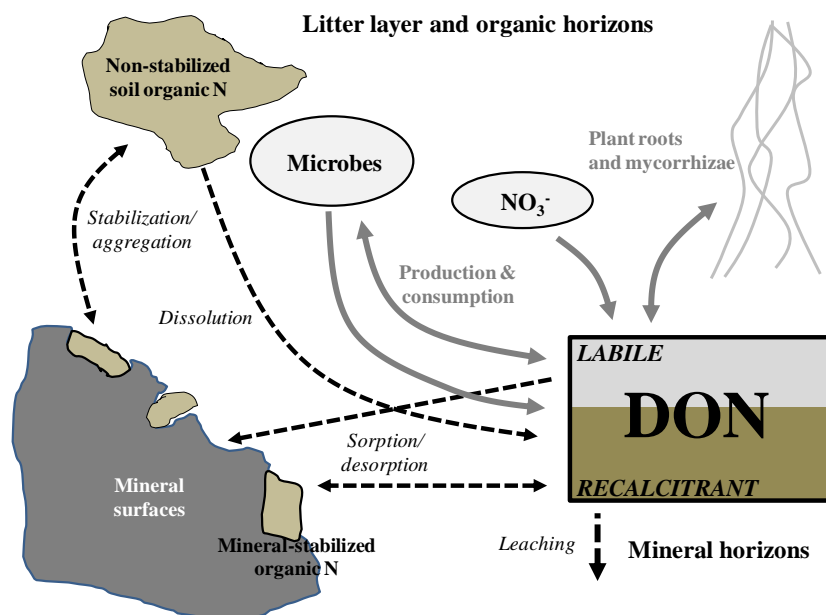 Litter layer and organic horizons
Non-stabilized
soil organic N
Microbes
NO₃⁻
Plant roots
and mycorrhizae
Stabilization/
aggregation
Production &
consumption
Dissolution
LABILE
DON
RECALCITRANT
Sorption/
desorption
Mineral
surfaces
Mineral-stabilized
organic N
Leaching
Mineral horizons